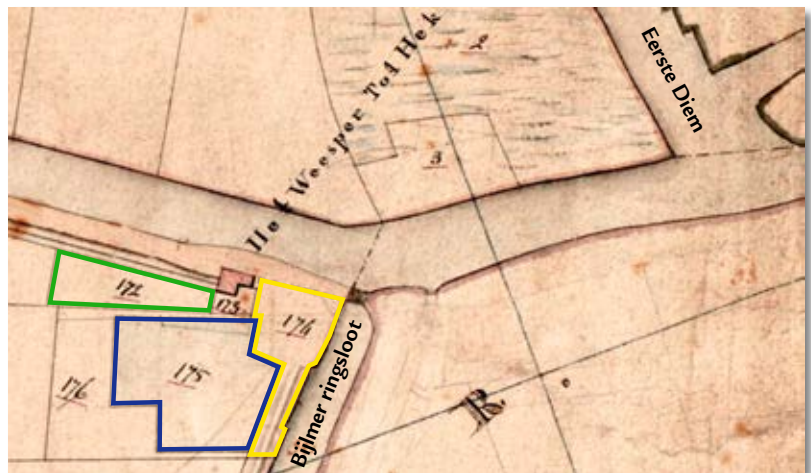 Eerste Diem
Het Weesper Tol Hek
3
172
173
174
175
176
Bijlmer ringsloot
R